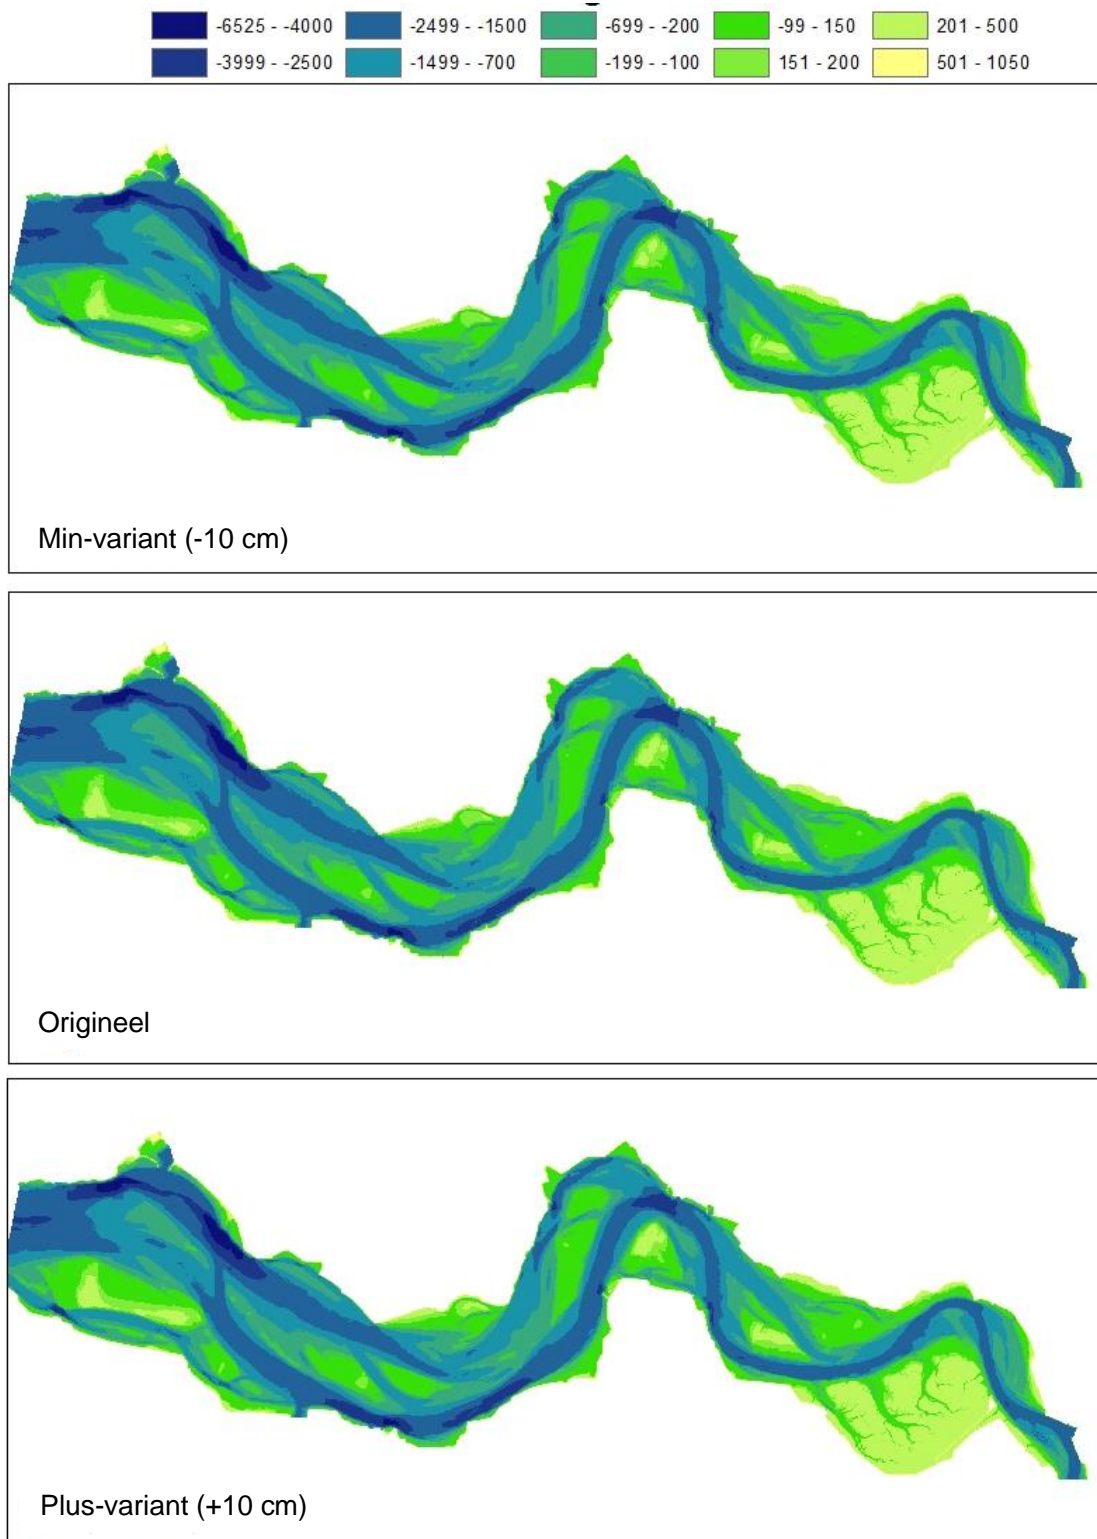 -6525 - -4000 -2499 - -1500 -699 - -200 -99 - 150 201 - 500
-3999 - -2500 -1499 - -700 -199 - -100 151 - 200 501 - 1050
Min-variant (-10 cm)
Origineel
Plus-variant (+10 cm)